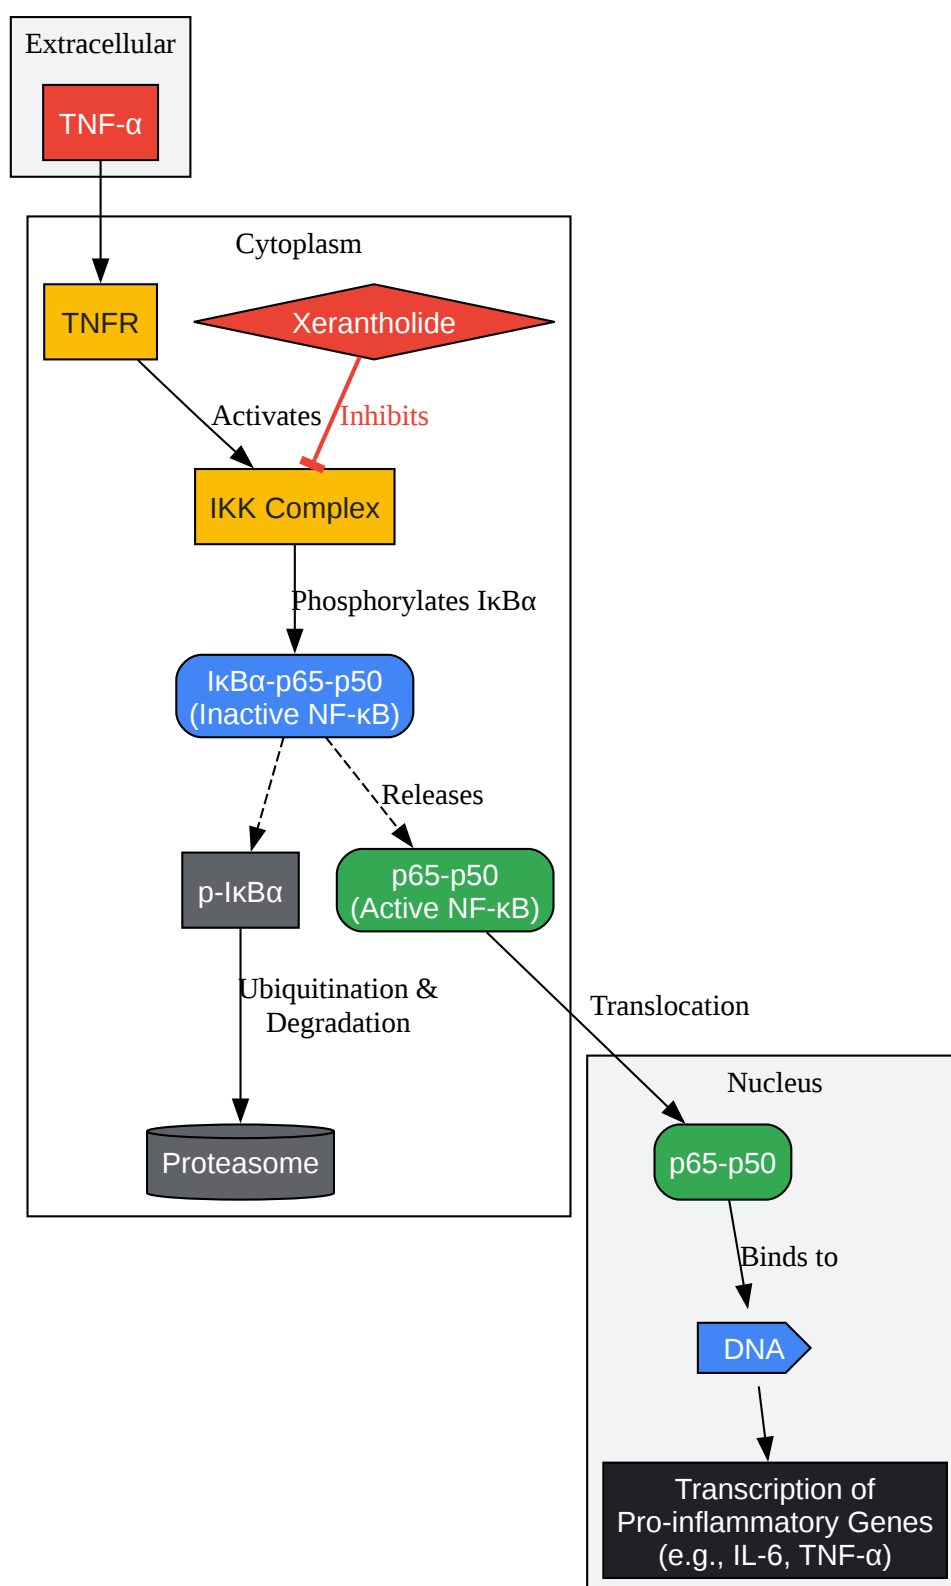 Extracellular
TNF-α
Cytoplasm
TNFR
Xerantholide
Activates
Inhibits
IKK Complex
Phosphorylates IκBα
IκBα-p65-p50
(Inactive NF-κB)
Releases
p-IκBα
p65-p50
(Active NF-κB)
Ubiquitination &
Degradation
Translocation
Nucleus
Proteasome
p65-p50
Binds to
DNA
Transcription of
Pro-inflammatory Genes
(e.g., IL-6, TNF-α)